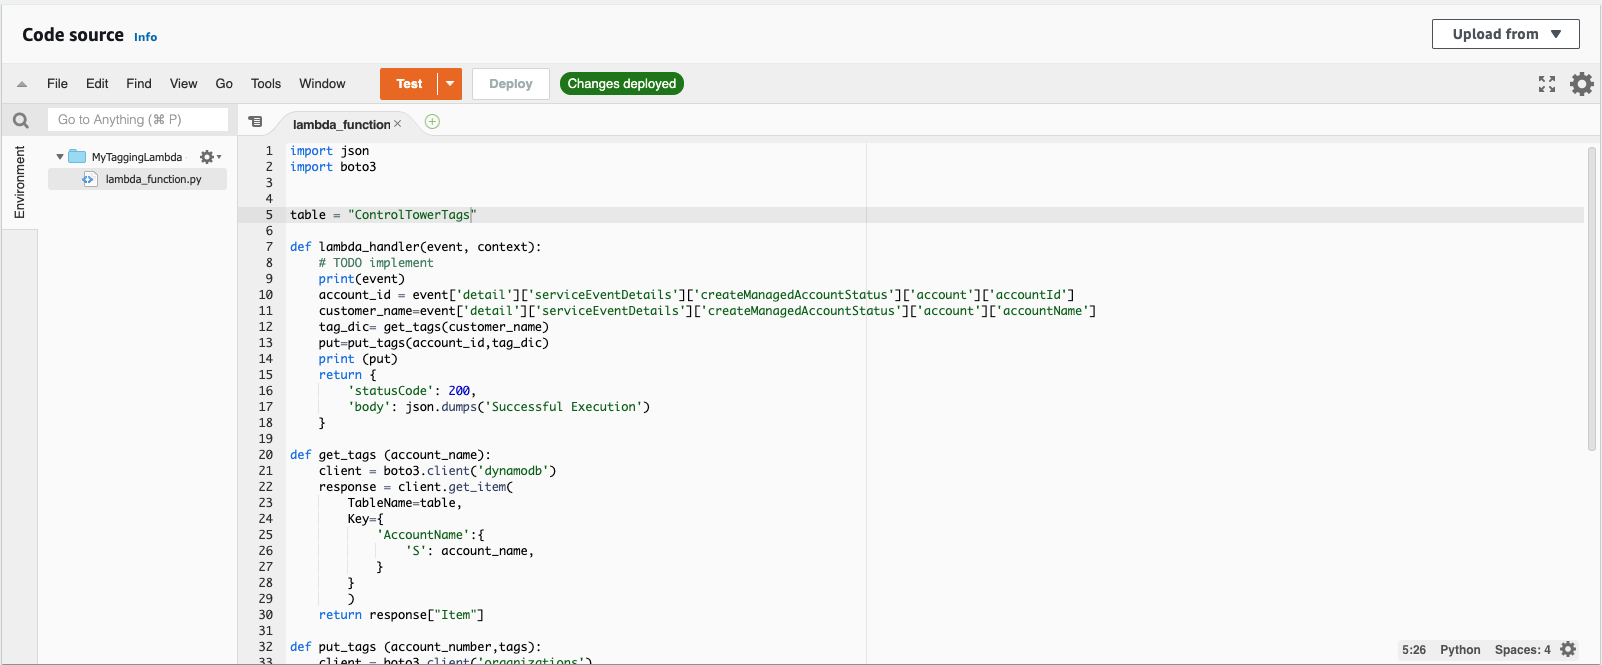 Code source Info
Upload from
File Edit Find View Go Tools Window Test Deploy Changes deployed
Go to Anything (⌘ P)
lambda_function
Environment
MyTaggingLambda
lambda_function.py
1 import json
2 import boto3
3
4
5 table = "ControlTowerTags"
6
7 def lambda_handler(event, context):
8 # TODO implement
9 print(event)
10 account_id = event['detail']['serviceEventDetails']['createManagedAccountStatus']['account']['accountId']
11 customer_name=event['detail']['serviceEventDetails']['createManagedAccountStatus']['account']['accountName']
12 tag_dic= get_tags(customer_name)
13 put=put_tags(account_id,tag_dic)
14 print (put)
15 return {
16 'statusCode': 200,
17 'body': json.dumps('Successful Execution')
18 }
19
20 def get_tags (account_name):
21 client = boto3.client('dynamodb')
22 response = client.get_item(
23 TableName=table,
24 Key={
25 'AccountName':{
26 'S': account_name,
27 }
28 }
29 )
30 return response["Item"]
31
32 def put_tags (account_number,tags):
33 client = boto3.client('organizations')
5:26 Python Spaces: 4